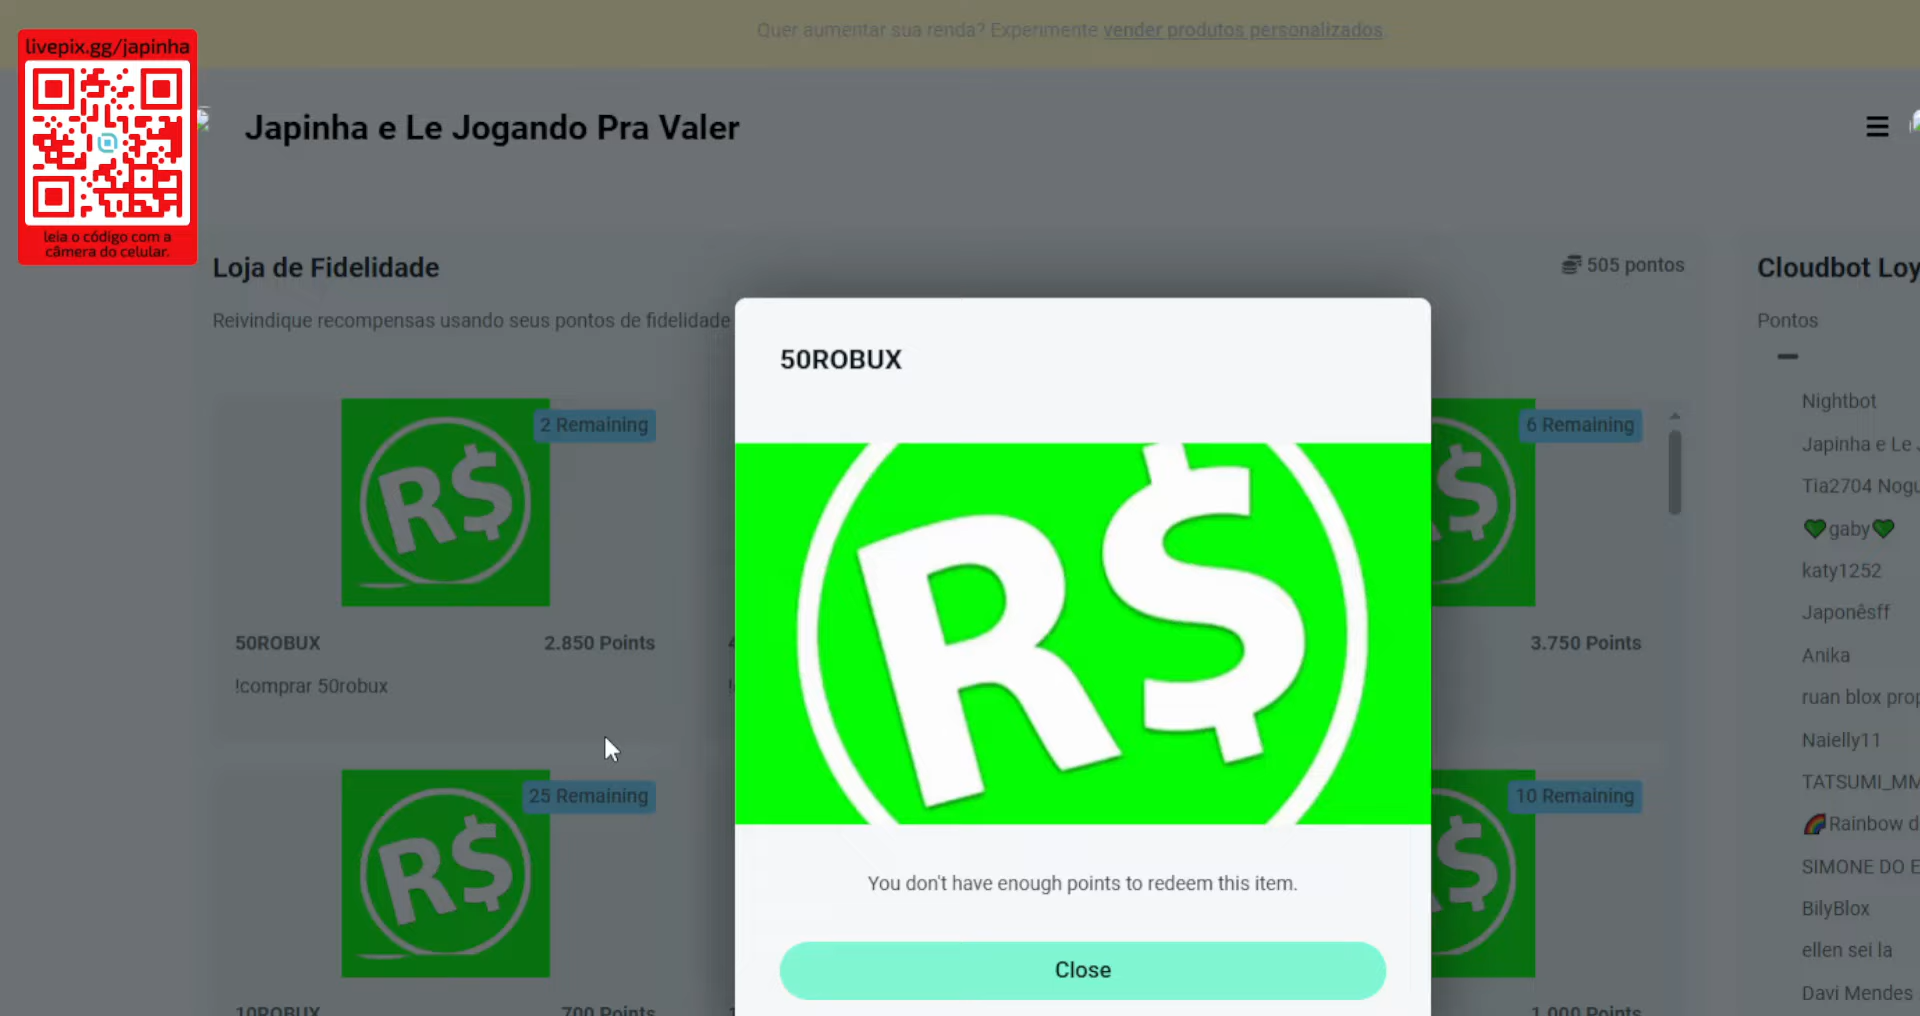 livepix.gg/japinha
leia o código com a
câmera do celular.
Quer aumentar sua renda? Experimente vender produtos personalizados.
Japinha e Le Jogando Pra Valer
Loja de Fidelidade
505 pontos
Reivindique recompensas usando seus pontos de fidelidade
2 Remaining
R$
50ROBUX
2.850 Points
!comprar 50robux
25 Remaining
R$
10ROBUX
700 Points
50ROBUX
R$
You don't have enough points to redeem this item.
Close
6 Remaining
$
3.750 Points
10 Remaining
$
1.000 Points
Cloudbot Loy
Pontos
Nightbot
Japinha e Le
Tia2704 Nogu
💚gaby💚
katy1252
Japonêsff
Anika
ruan blox prop
Naielly11
TATSUMI_MM
🌈Rainbow d
SIMONE DO E
BilyBlox
ellen sei la
Davi Mendes